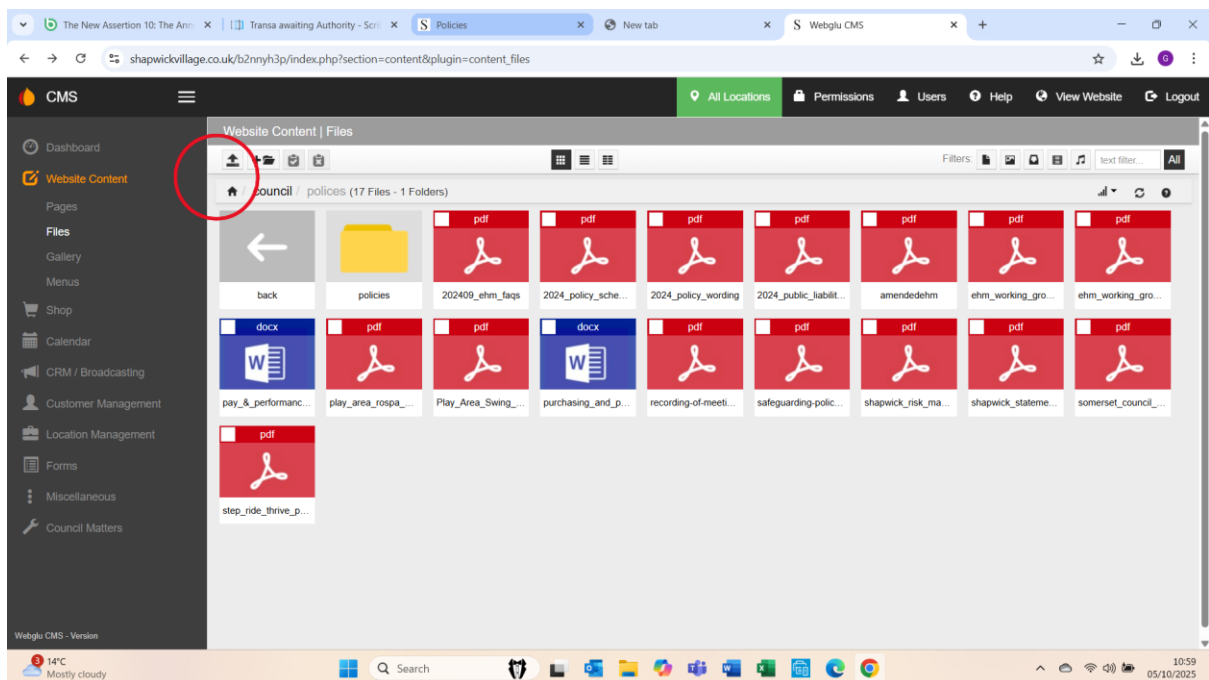 The New Assertion 10: The Ann
Transa awaiting Authority - Scri
S Policies
New tab
S Webglu CMS
shapwickvillage.co.uk/b2nnyh3p/index.php?section=content&plugin=content_files
G
CMS
All Locations
Permissions
Users
Help
View Website
Logout
Website Content | Files
Dashboard
Website Content
Pages
Files
Gallery
Menus
Shop
Calendar
CRM / Broadcasting
Customer Management
Location Management
Forms
Miscellaneous
Council Matters
Webglu CMS - Version
Filters:
text filter...
All
/ council / polices (17 Files - 1 Folders)
pdf pdf pdf pdf pdf pdf pdf
back policies 202409_ehm_faqs 2024_policy_sche... 2024_policy_wording 2024_public_liabilit... amendedehm ehm_working_gro... ehm_working_gro...
docx pdf pdf docx pdf pdf pdf pdf pdf
W W
pay_&_performanc... play_area_rospa_... Play_Area_Swing_... purchasing_and_p... recording-of-meeti... safeguarding-polic... shapwick_risk_ma... shapwick_stateme... somerset_council_...
pdf
step_ride_thrive_p...
3
14°C
Mostly cloudy
Search
10:59
05/10/2025